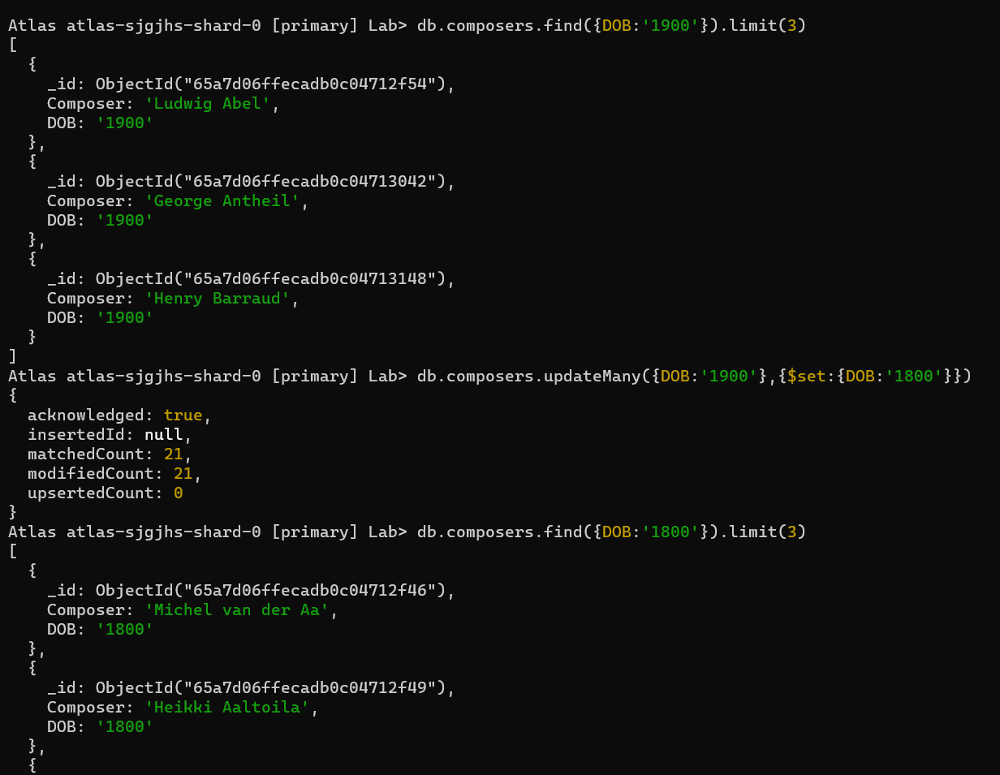 Atlas atlas-sjgjhs-shard-0 [primary] Lab> db.composers.find({DOB:'1900'}).limit(3)
[
  {
    _id: ObjectId("65a7d06ffecadb0c04712f54"),
    Composer: 'Ludwig Abel',
    DOB: '1900'
  },
  {
    _id: ObjectId("65a7d06ffecadb0c04713042"),
    Composer: 'George Antheil',
    DOB: '1900'
  },
  {
    _id: ObjectId("65a7d06ffecadb0c04713148"),
    Composer: 'Henry Barraud',
    DOB: '1900'
  }
]
Atlas atlas-sjgjhs-shard-0 [primary] Lab> db.composers.updateMany({DOB:'1900'},{$set:{DOB:'1800'}})
{
  acknowledged: true,
  insertedId: null,
  matchedCount: 21,
  modifiedCount: 21,
  upsertedCount: 0
}
Atlas atlas-sjgjhs-shard-0 [primary] Lab> db.composers.find({DOB:'1800'}).limit(3)
[
  {
    _id: ObjectId("65a7d06ffecadb0c04712f46"),
    Composer: 'Michel van der Aa',
    DOB: '1800'
  },
  {
    _id: ObjectId("65a7d06ffecadb0c04712f49"),
    Composer: 'Heikki Aaltoila',
    DOB: '1800'
  },
  {